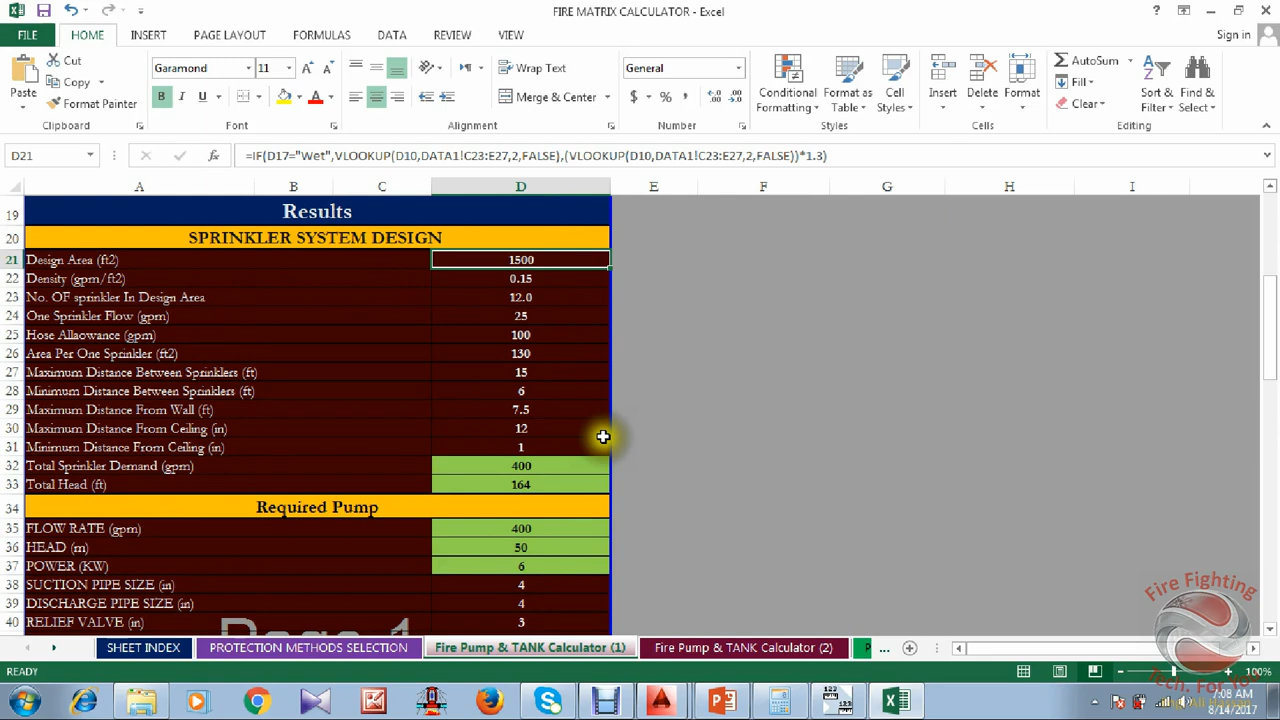 FIRE MATRIX CALCULATOR - Excel
?
FILE HOME INSERT PAGE LAYOUT FORMULAS DATA REVIEW VIEW Sign in
Paste
Cut
Copy
Format Painter
Clipboard
Garamond 11
B I U
Font
Wrap Text
Merge & Center
Alignment
General
$ % ,
Number
Conditional Formatting
Format as Table
Cell Styles
Styles
Insert
Delete
Format
Cells
AutoSum
Fill
Clear
Sort & Filter
Find & Select
Editing
D21 fx =IF(D17="Wet",VLOOKUP(D10,DATA1!C23:E27,2,FALSE),(VLOOKUP(D10,DATA1!C23:E27,2,FALSE))*1.3)
A B C D E F G H I
19 Results
20 SPRINKLER SYSTEM DESIGN
21 Design Area (ft2) 1500
22 Density (gpm/ft2) 0.15
23 No. OF sprinkler In Design Area 12.0
24 One Sprinkler Flow (gpm) 25
25 Hose Allaowance (gpm) 100
26 Area Per One Sprinkler (ft2) 130
27 Maximum Distance Between Sprinklers (ft) 15
28 Minimum Distance Between Sprinklers (ft) 6
29 Maximum Distance From Wall (ft) 7.5
30 Maximum Distance From Ceiling (in) 12
31 Minimum Distance From Ceiling (in) 1
32 Total Sprinkler Demand (gpm) 400
33 Total Head (ft) 164
34 Required Pump
35 FLOW RATE (gpm) 400
36 HEAD (m) 50
37 POWER (KW) 6
38 SUCTION PIPE SIZE (in) 4
39 DISCHARGE PIPE SIZE (in) 4
40 RELIEF VALVE (in) 3
Fire Fighting
Tech. For You
SHEET INDEX PROTECTION METHODS SELECTION Fire Pump & TANK Calculator (1) Fire Pump & TANK Calculator (2) ...
READY 100%
7:08 AM
8/14/2017